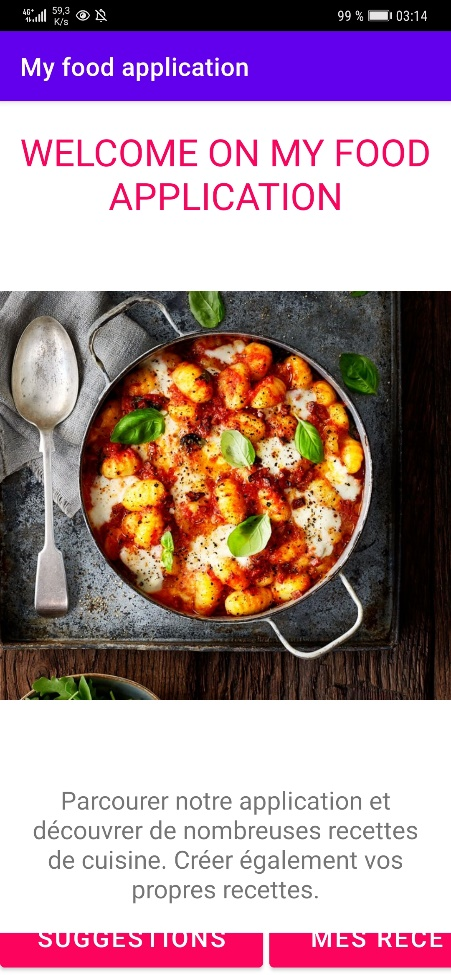 4G+ 59,3 K/s 99 % 03:14
My food application
WELCOME ON MY FOOD
APPLICATION
Parcourer notre application et
découvrer de nombreuses recettes
de cuisine. Créer également vos
propres recettes.
SUGGESTIONS MES RECE